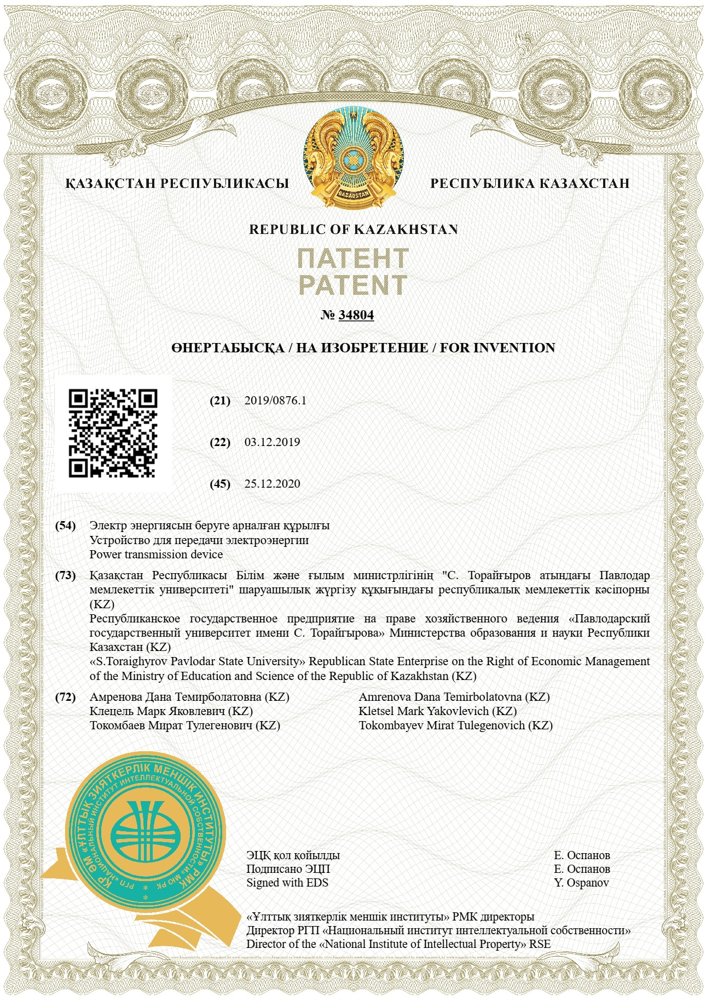 ҚАЗАҚСТАН РЕСПУБЛИКАСЫ
РЕСПУБЛИКА КАЗАХСТАН
QAZAQSTAN
REPUBLIC OF KAZAKHSTAN
ПАТЕНТ
PATENT
№ 34804
ӨНЕРТАБЫСҚА / НА ИЗОБРЕТЕНИЕ / FOR INVENTION
(21) 2019/0876.1
(22) 03.12.2019
(45) 25.12.2020
(54) Электр энергиясын беруге арналған құрылғы
Устройство для передачи электроэнергии
Power transmission device
(73) Қазақстан Республикасы Білім және ғылым министрлігінің "С. Торайғыров атындағы Павлодар
мемлекеттік университеті" шаруашылық жүргізу құқығындағы республикалық мемлекеттік кәсіпорны
(KZ)
Республиканское государственное предприятие на праве хозяйственного ведения «Павлодарский
государственный университет имени С. Торайгырова» Министерства образования и науки Республики
Казахстан (KZ)
«S.Toraighyrov Pavlodar State University» Republican State Enterprise on the Right of Economic Management
of the Ministry of Education and Science of the Republic of Kazakhstan (KZ)
(72) Амренова Дана Темирболатовна (KZ) Amrenova Dana Temirbolatovna (KZ)
Клецель Марк Яковлевич (KZ) Kletsel Mark Yakovlevich (KZ)
Токомбаев Мират Тулегенович (KZ) Tokombayev Mirat Tulegenovich (KZ)
ҚР ӘМ «ҰЛТТЫҚ ЗИЯТКЕРЛІК МЕНШІК ИНСТИТУТЫ» РМК
РГП «НАЦИОНАЛЬНЫЙ ИНСТИТУТ ИНТЕЛЛЕКТУАЛЬНОЙ СОБСТВЕННОСТИ» МЮ РК
ЭЦҚ қол қойылды Е. Оспанов
Подписано ЭЦП Е. Оспанов
Signed with EDS Y. Ospanov
«Ұлттық зияткерлік меншік институты» РМК директоры
Директор РГП «Национальный институт интеллектуальной собственности»
Director of the «National Institute of Intellectual Property» RSE